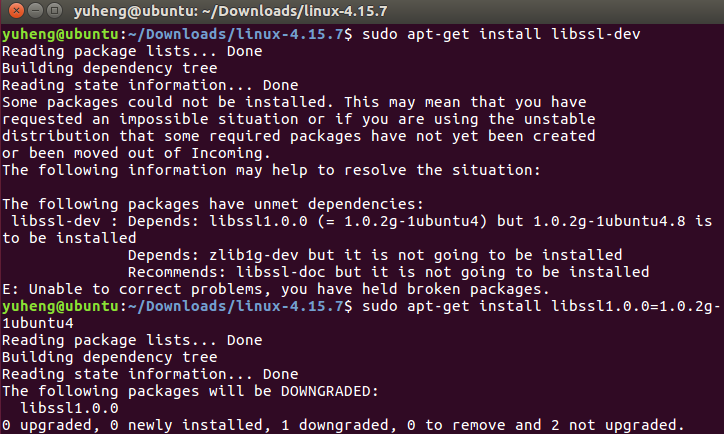 yuheng@ubuntu: ~/Downloads/linux-4.15.7
yuheng@ubuntu:~/Downloads/linux-4.15.7$ sudo apt-get install libssl-dev
Reading package lists... Done
Building dependency tree
Reading state information... Done
Some packages could not be installed. This may mean that you have
requested an impossible situation or if you are using the unstable
distribution that some required packages have not yet been created
or been moved out of Incoming.
The following information may help to resolve the situation:

The following packages have unmet dependencies:
 libssl-dev : Depends: libssl1.0.0 (= 1.0.2g-1ubuntu4) but 1.0.2g-1ubuntu4.8 is
to be installed
              Depends: zlib1g-dev but it is not going to be installed
              Recommends: libssl-doc but it is not going to be installed
E: Unable to correct problems, you have held broken packages.
yuheng@ubuntu:~/Downloads/linux-4.15.7$ sudo apt-get install libssl1.0.0=1.0.2g-
1ubuntu4
Reading package lists... Done
Building dependency tree
Reading state information... Done
The following packages will be DOWNGRADED:
  libssl1.0.0
0 upgraded, 0 newly installed, 1 downgraded, 0 to remove and 2 not upgraded.